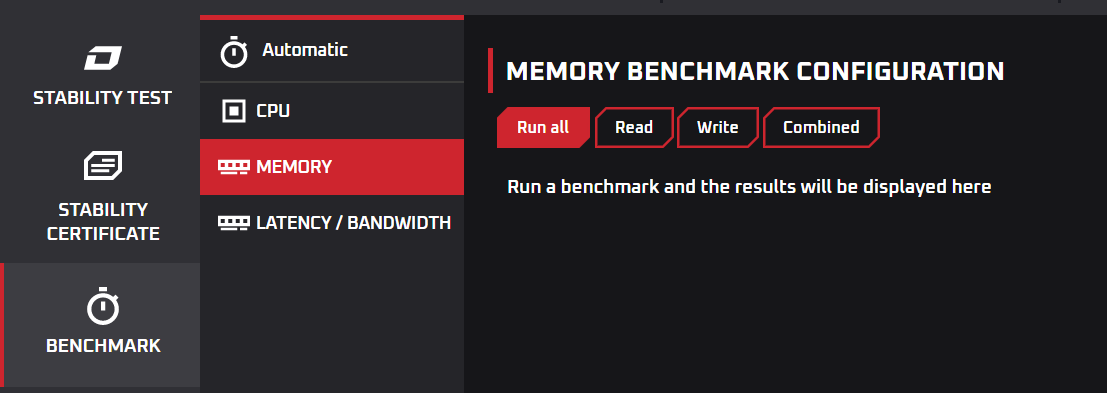 STABILITY TEST
STABILITY
CERTIFICATE
BENCHMARK
Automatic
CPU
MEMORY
LATENCY / BANDWIDTH
MEMORY BENCHMARK CONFIGURATION
Run all Read Write Combined
Run a benchmark and the results will be displayed here